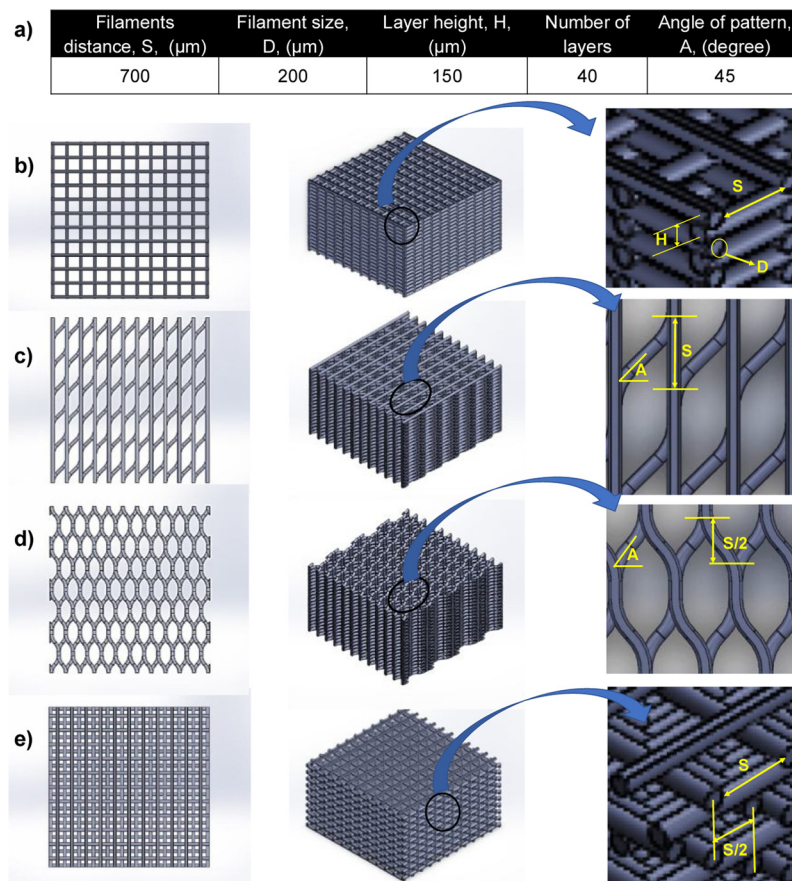 a)
Filaments distance, S, (µm)
Filament size, D, (µm)
Layer height, H, (µm)
Number of layers
Angle of pattern, A, (degree)
700
200
150
40
45
b)
S
H
D
c)
S
A
d)
S/2
A
e)
S
S/2